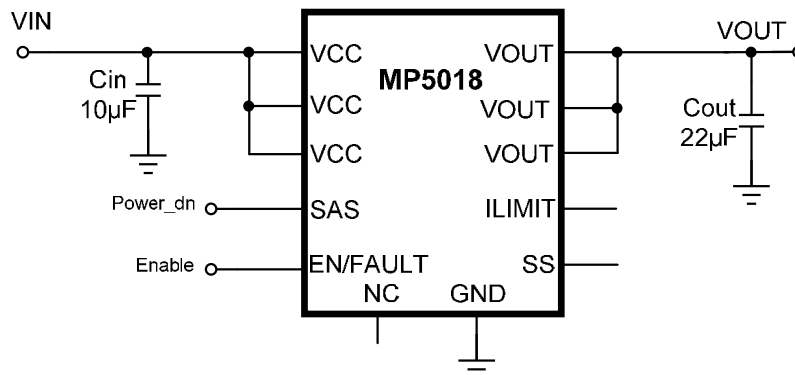 VIN
VOUT
VCC
VOUT
MP5018
Cin
10µF
VCC
VOUT
Cout
22µF
VCC
VOUT
Power_dn
SAS
ILIMIT
Enable
EN/FAULT
SS
NC
GND